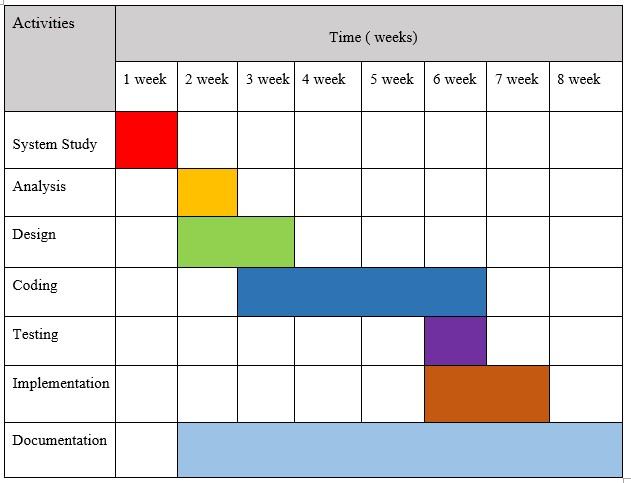 Activities
Time ( weeks)
1 week
2 week
3 week
4 week
5 week
6 week
7 week
8 week
System Study
Analysis
Design
Coding
Testing
Implementation
Documentation